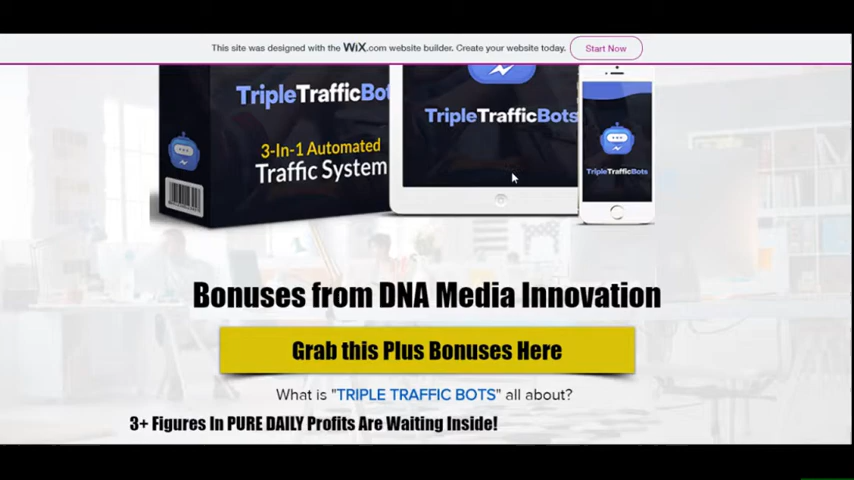 This site was designed with the WiX.com website builder. Create your website today. Start Now
TripleTrafficBot
3-In-1 Automated
Traffic System
TripleTrafficBots
TripleTrafficBots
Bonuses from DNA Media Innovation
Grab this Plus Bonuses Here
What is "TRIPLE TRAFFIC BOTS" all about?
3+ Figures In PURE DAILY Profits Are Waiting Inside!